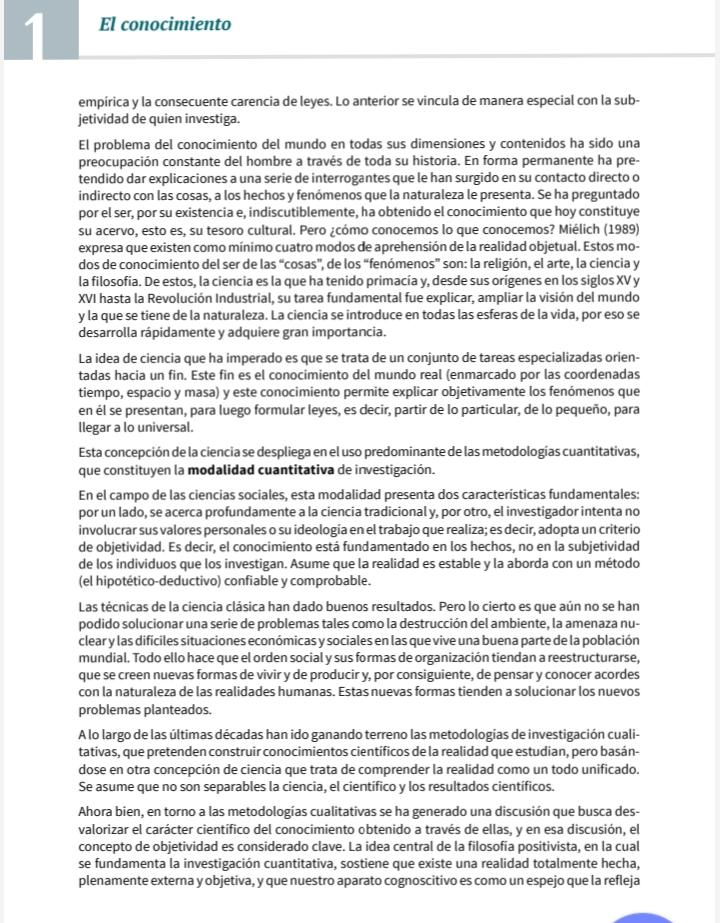 1
El conocimiento
empírica y la consecuente carencia de leyes. Lo anterior se vincula de manera especial con la sub-
jetividad de quien investiga.
El problema del conocimiento del mundo en todas sus dimensiones y contenidos ha sido una
preocupación constante del hombre a través de toda su historia. En forma permanente ha pre-
tendido dar explicaciones a una serie de interrogantes que le han surgido en su contacto directo o
indirecto con las cosas, a los hechos y fenómenos que la naturaleza le presenta. Se ha preguntado
por el ser, por su existencia e, indiscutiblemente, ha obtenido el conocimiento que hoy constituye
su acervo, esto es, su tesoro cultural. Pero ¿cómo conocemos lo que conocemos? Miélich (1989)
expresa que existen como mínimo cuatro modos de aprehensión de la realidad objetual. Estos mo-
dos de conocimiento del ser de las “cosas”, de los “fenómenos” son: la religión, el arte, la ciencia y
la filosofía. De estos, la ciencia es la que ha tenido primacía y, desde sus orígenes en los siglos XV y
XVI hasta la Revolución Industrial, su tarea fundamental fue explicar, ampliar la visión del mundo
y la que se tiene de la naturaleza. La ciencia se introduce en todas las esferas de la vida, por eso se
desarrolla rápidamente y adquiere gran importancia.
La idea de ciencia que ha imperado es que se trata de un conjunto de tareas especializadas orien-
tadas hacia un fin. Este fin es el conocimiento del mundo real (enmarcado por las coordenadas
tiempo, espacio y masa) y este conocimiento permite explicar objetivamente los fenómenos que
en él se presentan, para luego formular leyes, es decir, partir de lo particular, de lo pequeño, para
llegar a lo universal.
Esta concepción de la ciencia se despliega en el uso predominante de las metodologías cuantitativas,
que constituyen la modalidad cuantitativa de investigación.
En el campo de las ciencias sociales, esta modalidad presenta dos características fundamentales:
por un lado, se acerca profundamente a la ciencia tradicional y, por otro, el investigador intenta no
involucrar sus valores personales o su ideología en el trabajo que realiza; es decir, adopta un criterio
de objetividad. Es decir, el conocimiento está fundamentado en los hechos, no en la subjetividad
de los individuos que los investigan. Asume que la realidad es estable y la aborda con un método
(el hipotético-deductivo) confiable y comprobable.
Las técnicas de la ciencia clásica han dado buenos resultados. Pero lo cierto es que aún no se han
podido solucionar una serie de problemas tales como la destrucción del ambiente, la amenaza nu-
clear y las difíciles situaciones económicas y sociales en las que vive una buena parte de la población
mundial. Todo ello hace que el orden social y sus formas de organización tiendan a reestructurarse,
que se creen nuevas formas de vivir y de producir y, por consiguiente, de pensar y conocer acordes
con la naturaleza de las realidades humanas. Estas nuevas formas tienden a solucionar los nuevos
problemas planteados.
A lo largo de las últimas décadas han ido ganando terreno las metodologías de investigación cuali-
tativas, que pretenden construir conocimientos científicos de la realidad que estudian, pero basán-
dose en otra concepción de ciencia que trata de comprender la realidad como un todo unificado.
Se asume que no son separables la ciencia, el científico y los resultados científicos.
Ahora bien, en torno a las metodologías cualitativas se ha generado una discusión que busca des-
valorizar el carácter científico del conocimiento obtenido a través de ellas, y en esa discusión, el
concepto de objetividad es considerado clave. La idea central de la filosofía positivista, en la cual
se fundamenta la investigación cuantitativa, sostiene que existe una realidad totalmente hecha,
plenamente externa y objetiva, y que nuestro aparato cognoscitivo es como un espejo que la refleja